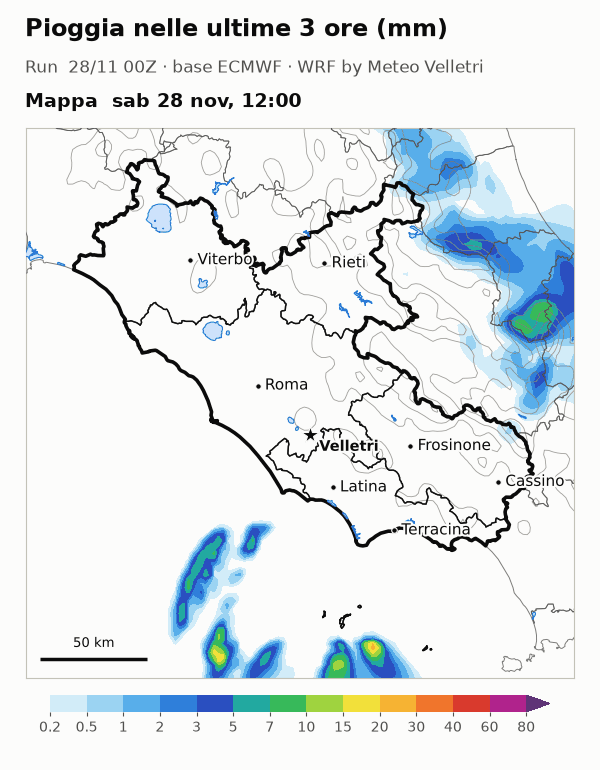 Pioggia nelle ultime 3 ore (mm)
Run  28/11 00Z · base ECMWF · WRF by Meteo Velletri
Mappa  sab 28 nov, 12:00
Viterbo
Rieti
Roma
Velletri
Frosinone
Cassino
Latina
Terracina
50 km
0.2 0.5 1 2 3 5 7 10 15 20 30 40 60 80